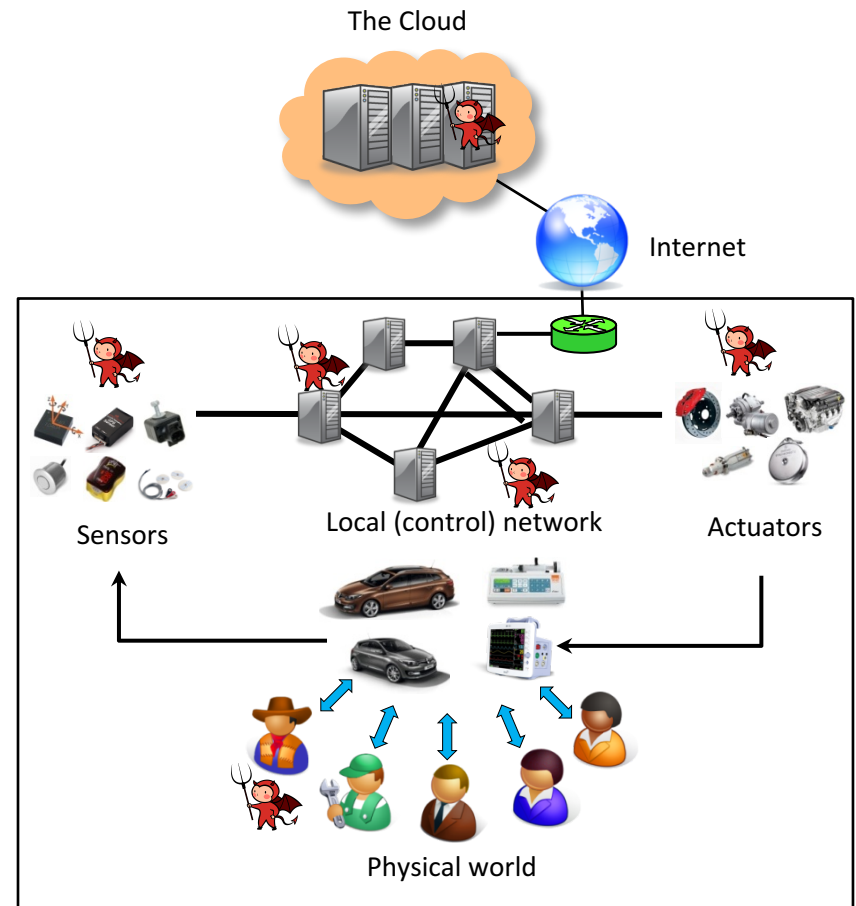 The Cloud
Internet
Sensors
Local (control) network
Actuators
Physical world